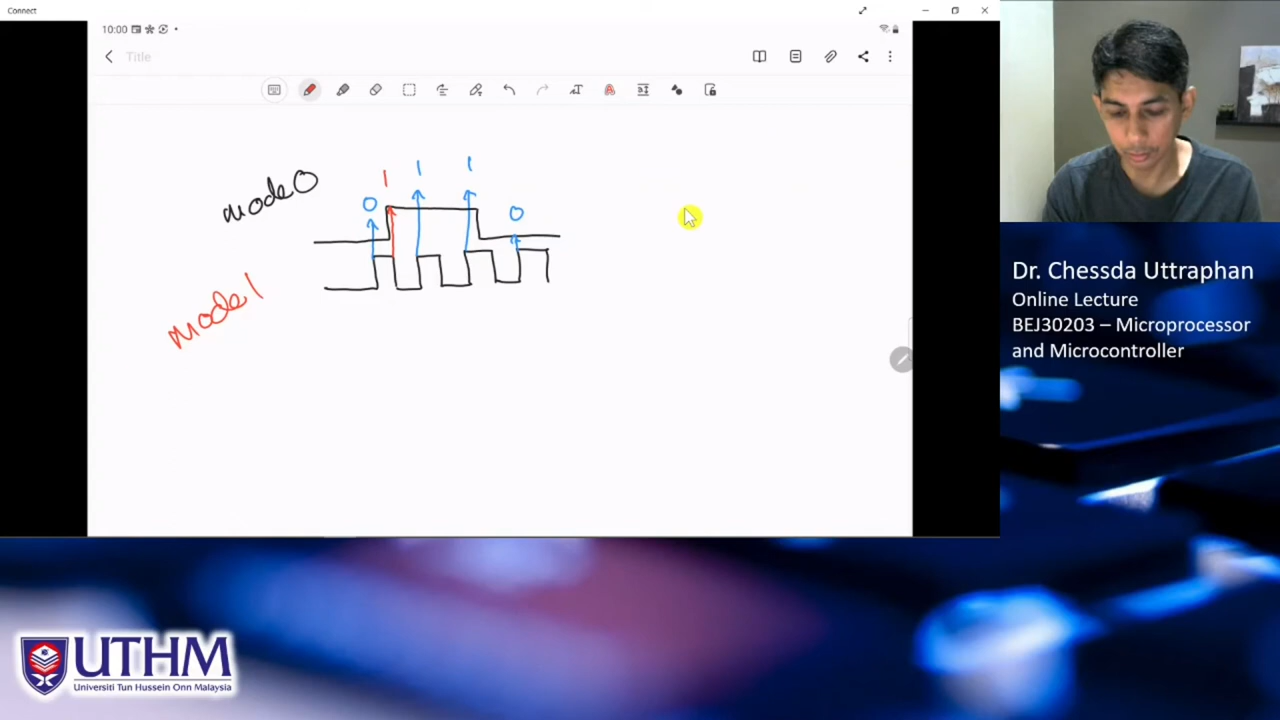 Connect
10:00
Title
mode 0
0
1
1
1
0
mode 1
Dr. Chessda Uttraphan
Online Lecture
BEJ30203 – Microprocessor
and Microcontroller
UTHM
Universiti Tun Hussein Onn Malaysia